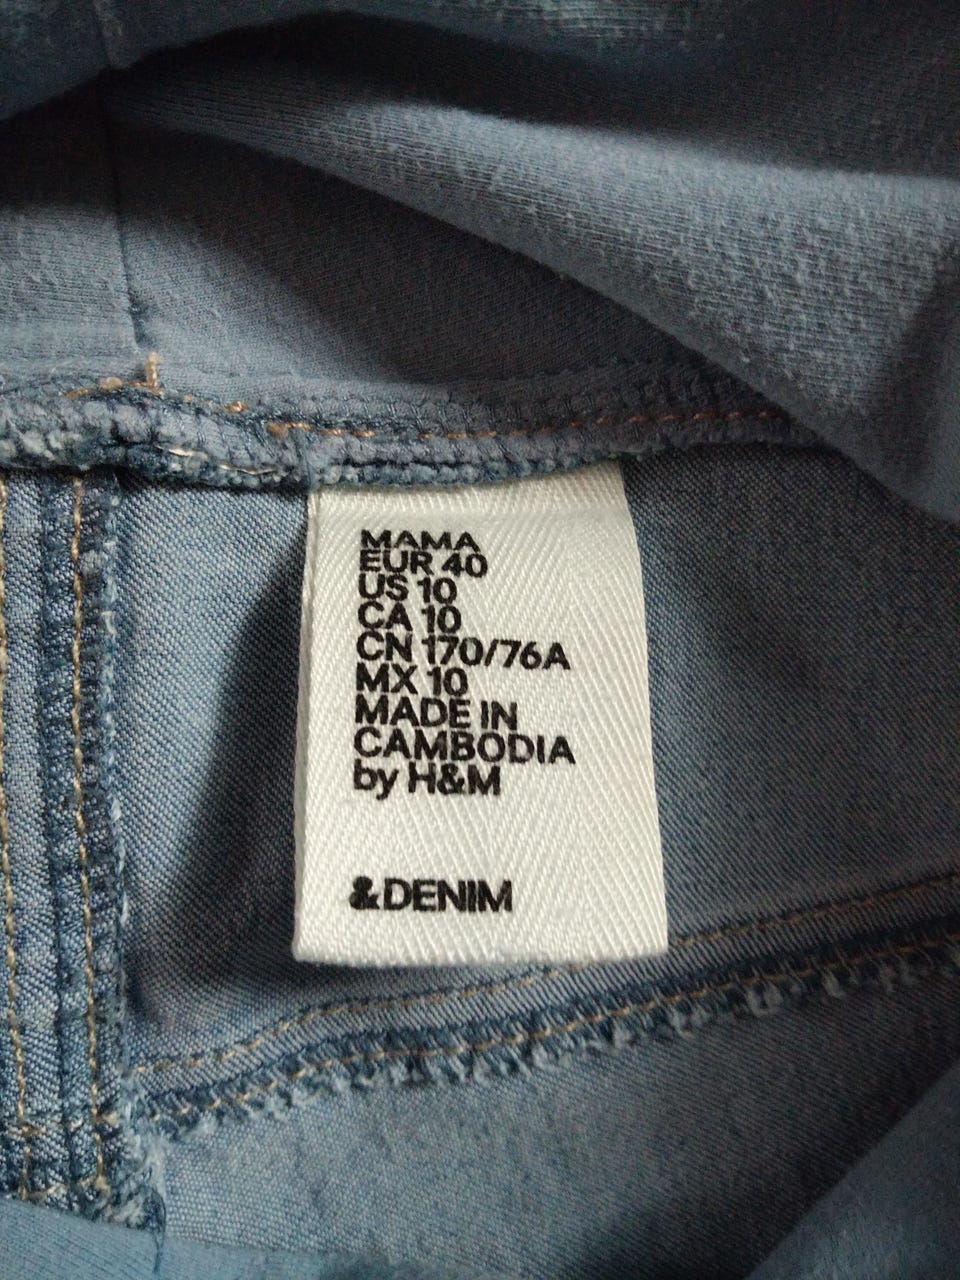 MAMA
EUR 40
US 10
CA 10
CN 170/76A
MX 10
MADE IN
CAMBODIA
by H&M
&DENIM